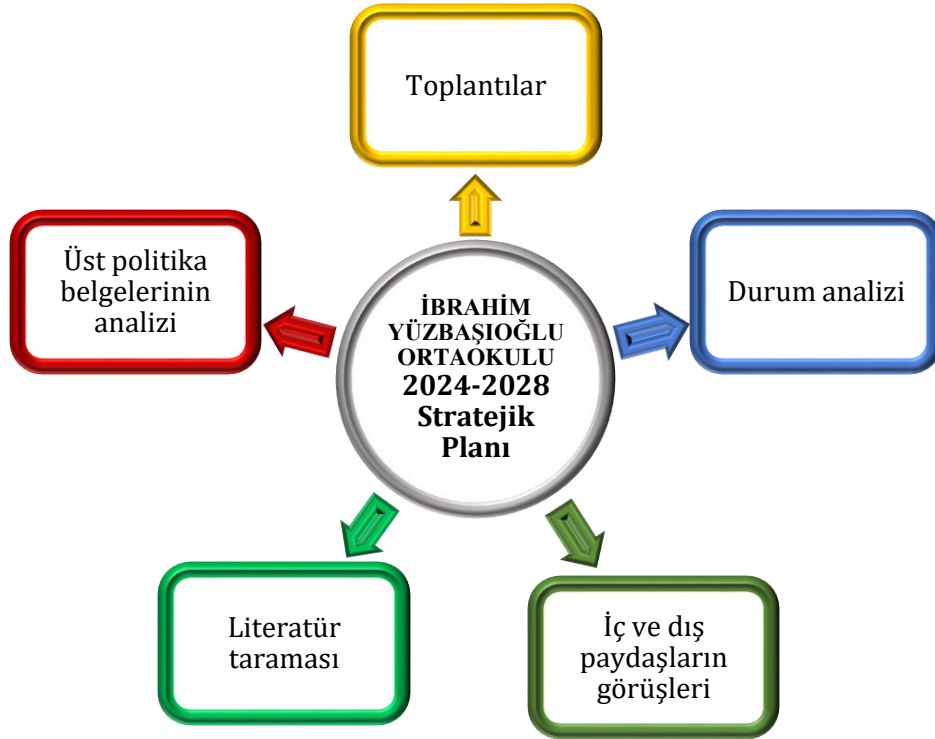 Toplantılar
Üst politika
belgelerinin
analizi
İBRAHİM
YÜZBAŞIOĞLU
ORTAOKULU
2024-2028
Stratejik
Planı
Durum analizi
Literatür
taraması
İç ve dış
paydaşların
görüşleri